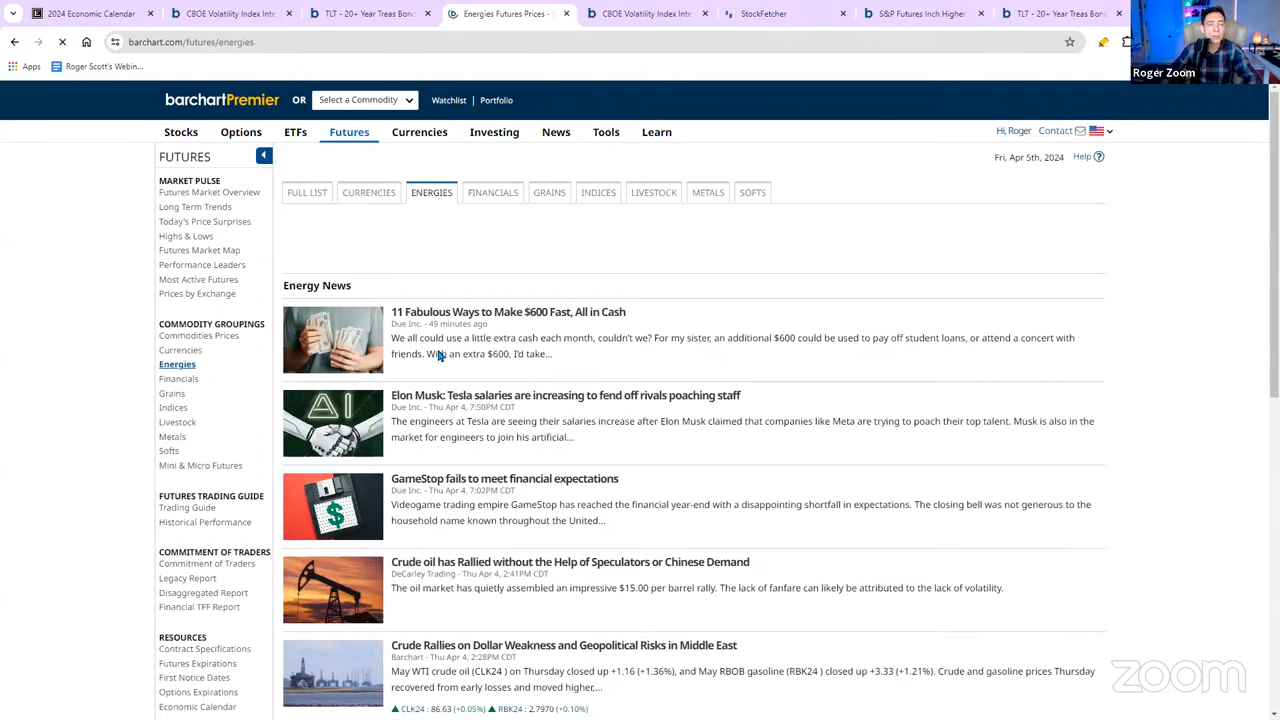 24 Economic Calendar
CBOE Volatility Index Inte
TLT - 20+ Year Treas Bon
Energies Futures Prices -
CBOE Volatility Index Inte
StockFetcher
S&P Futures Inch Higher
TLT - 20+ Year Treas Bon
barchart.com/futures/energies
Apps
Roger Scott's Webin...
Roger Zoom
barchartPremier
OR
Select a Commodity
Watchlist | Portfolio
Stocks
Options
ETFs
Futures
Currencies
Investing
News
Tools
Learn
Hi, Roger
Contact
Fri, Apr 5th, 2024
Help ?
FUTURES
MARKET PULSE
Futures Market Overview
Long Term Trends
Today's Price Surprises
Highs & Lows
Futures Market Map
Performance Leaders
Most Active Futures
Prices by Exchange
COMMODITY GROUPINGS
Commodities Prices
Currencies
Energies
Financials
Grains
Indices
Livestock
Metals
Softs
Mini & Micro Futures
FUTURES TRADING GUIDE
Trading Guide
Historical Performance
COMMITMENT OF TRADERS
Commitment of Traders
Legacy Report
Disaggregated Report
Financial TFF Report
RESOURCES
Contract Specifications
Futures Expirations
First Notice Dates
Options Expirations
Economic Calendar
FULL LIST
CURRENCIES
ENERGIES
FINANCIALS
GRAINS
INDICES
LIVESTOCK
METALS
SOFTS
Energy News
11 Fabulous Ways to Make $600 Fast, All in Cash
Due Inc. - 49 minutes ago
We all could use a little extra cash each month, couldn't we? For my sister, an additional $600 could be used to pay off student loans, or attend a concert with
friends. With an extra $600, I'd take...
AI
Elon Musk: Tesla salaries are increasing to fend off rivals poaching staff
Due Inc. - Thu Apr 4, 7:50PM CDT
The engineers at Tesla are seeing their salaries increase after Elon Musk claimed that companies like Meta are trying to poach their top talent. Musk is also in the
market for engineers to join his artificial...
$
GameStop fails to meet financial expectations
Due Inc. - Thu Apr 4, 7:02PM CDT
Videogame trading empire GameStop has reached the financial year-end with a disappointing shortfall in expectations. The closing bell was not generous to the
household name known throughout the United...
Crude oil has Rallied without the Help of Speculators or Chinese Demand
DeCarley Trading - Thu Apr 4, 2:41PM CDT
The oil market has quietly assembled an impressive $15.00 per barrel rally. The lack of fanfare can likely be attributed to the lack of volatility.
Crude Rallies on Dollar Weakness and Geopolitical Risks in Middle East
Barchart - Thu Apr 4, 2:28PM CDT
May WTI crude oil (CLK24 ) on Thursday closed up +1.16 (+1.36%), and May RBOB gasoline (RBK24 ) closed up +3.33 (+1.21%). Crude and gasoline prices Thursday
recovered from early losses and moved higher,...
CLK24 : 86.63 (+0.05%) RBK24 : 2.7970 (+0.10%)
zoom